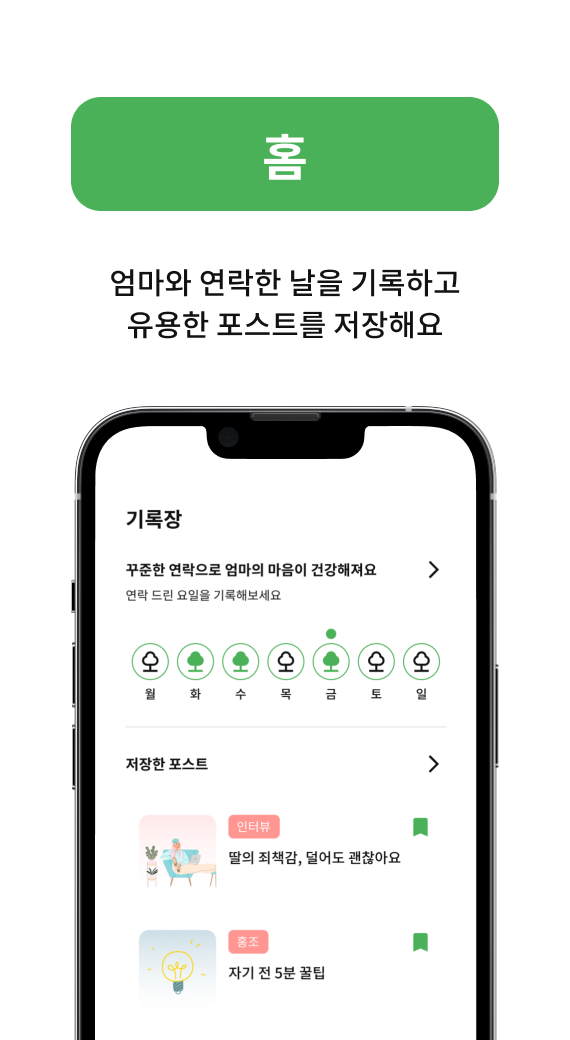 홈
엄마와 연락한 날을 기록하고
유용한 포스트를 저장해요
기록장
꾸준한 연락으로 엄마의 마음이 건강해져요
연락 드린 요일을 기록해보세요
월 화 수 목 금 토 일
저장한 포스트
인터뷰
딸의 죄책감, 덜어도 괜찮아요
홍조
자기 전 5분 꿀팁